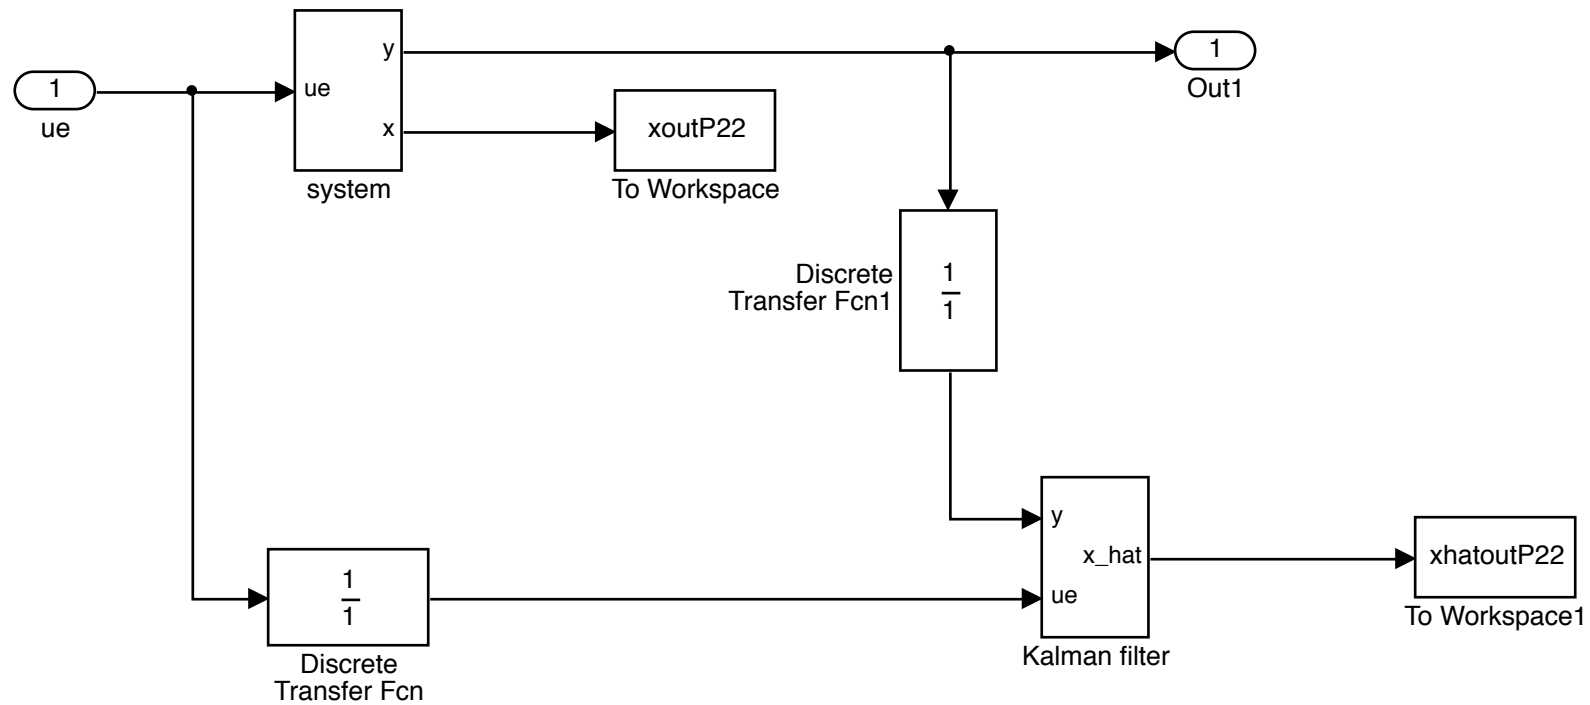 y
1
1
ue
Out1
ue
x
xoutP22
system
To Workspace
Discrete
Transfer Fcn1
1
1
y
x_hat
xhatoutP22
1
1
ue
To Workspace1
Kalman filter
Discrete
Transfer Fcn